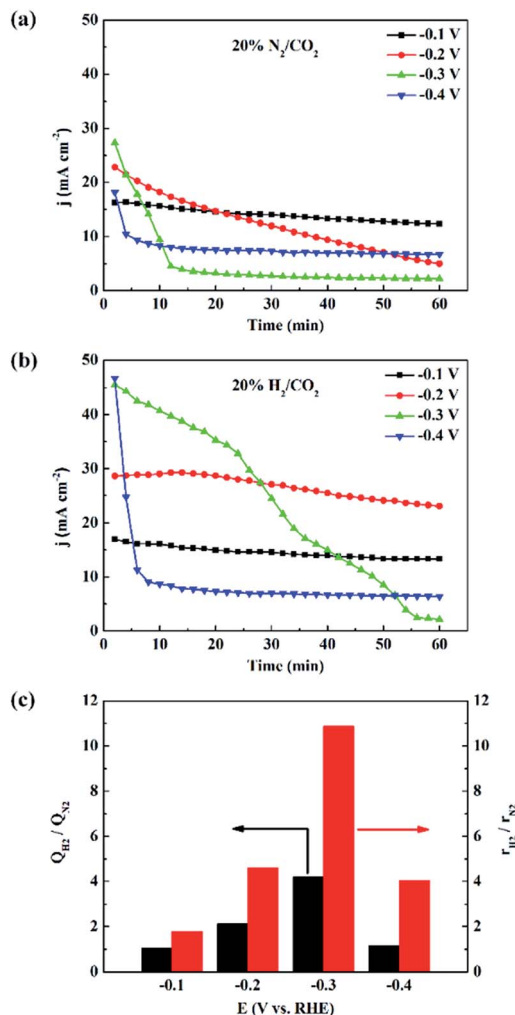 (a)
20% N₂/CO₂
-0.1 V
-0.2 V
-0.3 V
-0.4 V
j (mA cm⁻²)
50
40
30
20
10
0
0 10 20 30 40 50 60
Time (min)
(b)
20% H₂/CO₂
-0.1 V
-0.2 V
-0.3 V
-0.4 V
j (mA cm⁻²)
50
40
30
20
10
0
0 10 20 30 40 50 60
Time (min)
(c)
Q_H2 / Q_N2
12
10
8
6
4
2
0
12
10
8
6
4
2
0
r_H2 / r_N2
-0.1 -0.2 -0.3 -0.4
E (V vs. RHE)